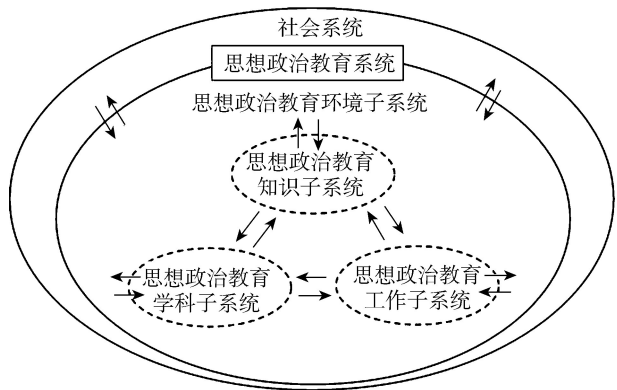 社会系统
思想政治教育系统
思想政治教育环境子系统
思想政治教育
知识子系统
思想政治教育
学科子系统
思想政治教育
工作子系统